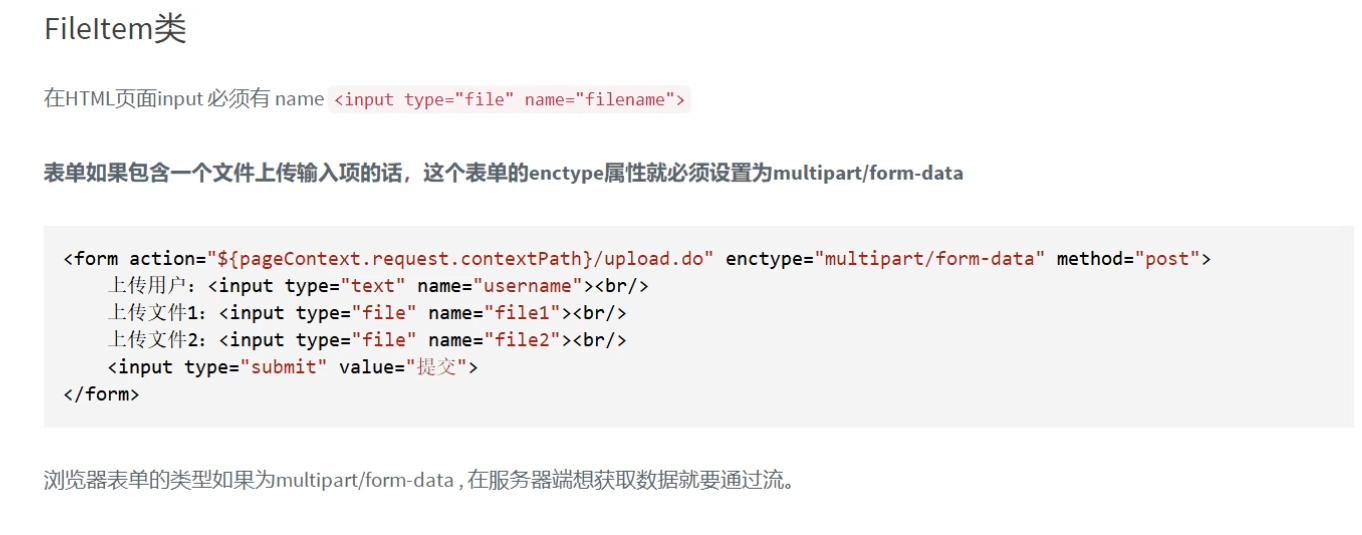 FileItem类
在HTML页面input 必须有 name <input type="file" name="filename">
表单如果包含一个文件上传输入项的话，这个表单的enctype属性就必须设置为multipart/form-data
<form action="${pageContext.request.contextPath}/upload.do" enctype="multipart/form-data" method="post">
    上传用户：<input type="text" name="username"><br/>
    上传文件1：<input type="file" name="file1"><br/>
    上传文件2：<input type="file" name="file2"><br/>
    <input type="submit" value="提交">
</form>
浏览器表单的类型如果为multipart/form-data , 在服务器端想获取数据就要通过流。